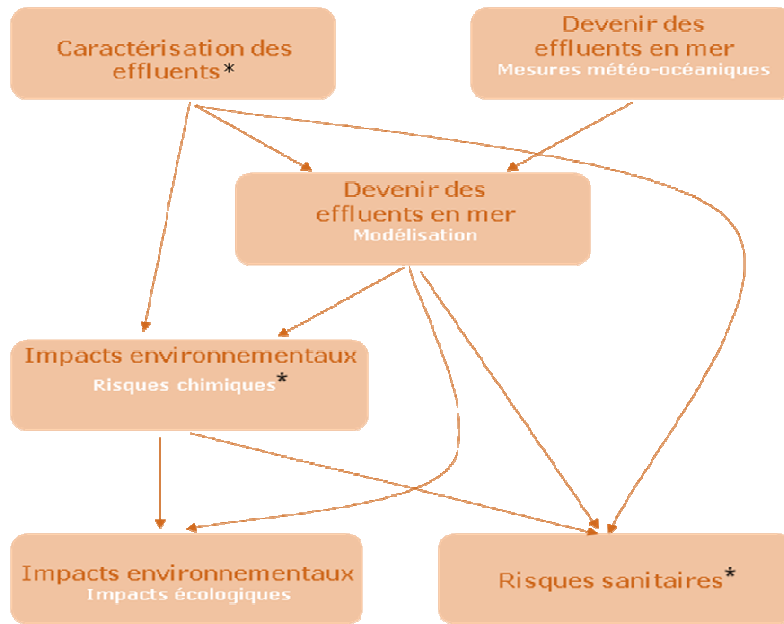 Caractérisation des
effluents*
Devenir des
effluents en mer
Mesures météo-océaniques
Devenir des
effluents en mer
Modélisation
Impacts environnementaux
Risques chimiques*
Impacts environnementaux
Impacts écologiques
Risques sanitaires*